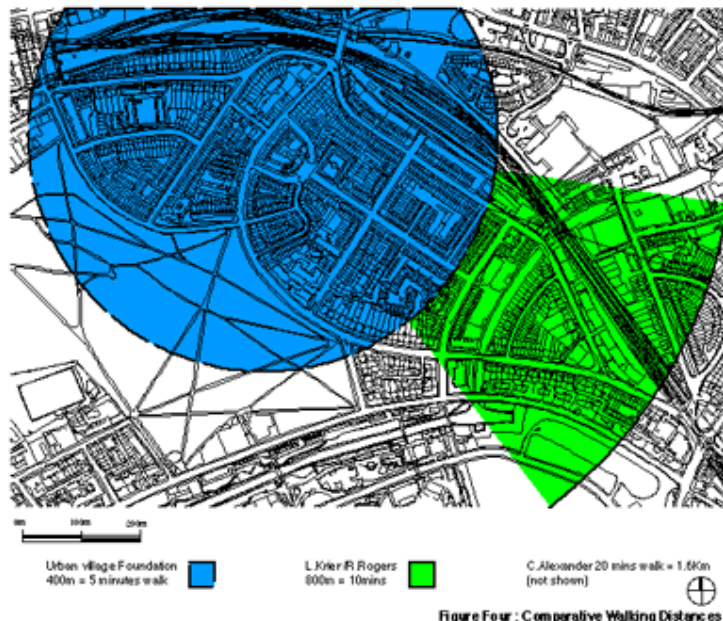 0m 100m 200m
Urban village Foundation
400m = 5 minutes walk
L.Krier/R.Rogers
800m = 10mins
C.Alexander 20 mins walk = 1.6Km
(not shown)
Figure Four : Comparative Walking Distances